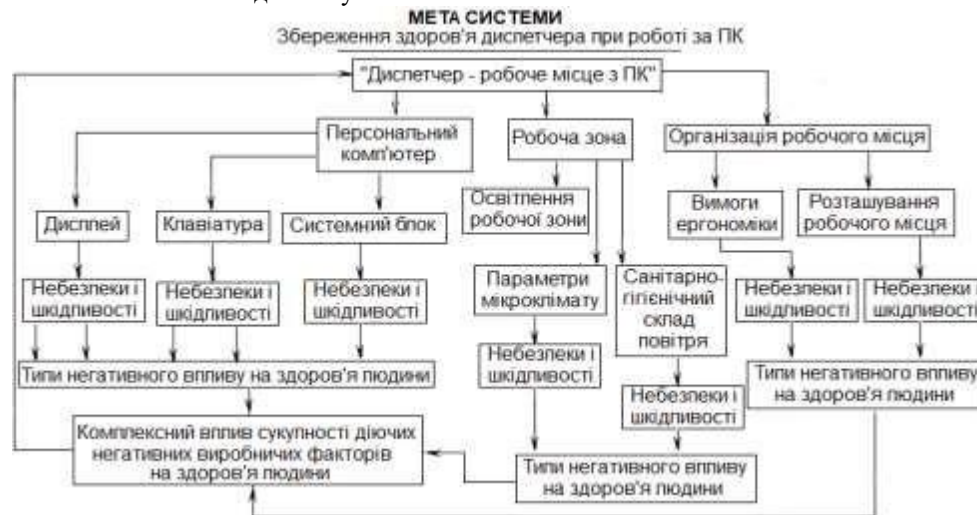 МЕТА СИСТЕМИ
Збереження здоров'я диспетчера при роботі за ПК
"Диспетчер - робоче місце з ПК"
Персональний
комп'ютер
Робоча зона
Організація робочого місця
Дисплей
Клавіатура
Системний блок
Освітлення
робочої зони
Вимоги
ергономіки
Розташування
робочого місця
Небезпеки і
шкідливості
Небезпеки і
шкідливості
Небезпеки і
шкідливості
Параметри
мікроклімату
Санітарно-
гігієнічний
склад
повітря
Небезпеки і
шкідливості
Небезпеки і
шкідливості
Небезпеки і
шкідливості
Небезпеки і
шкідливості
Типи негативного впливу на здоров'я людини
Типи негативного впливу
на здоров'я людини
Комплексний вплив сукупності діючих
негативних виробничих факторів
на здоров'я людини
Типи негативного впливу
на здоров'я людини